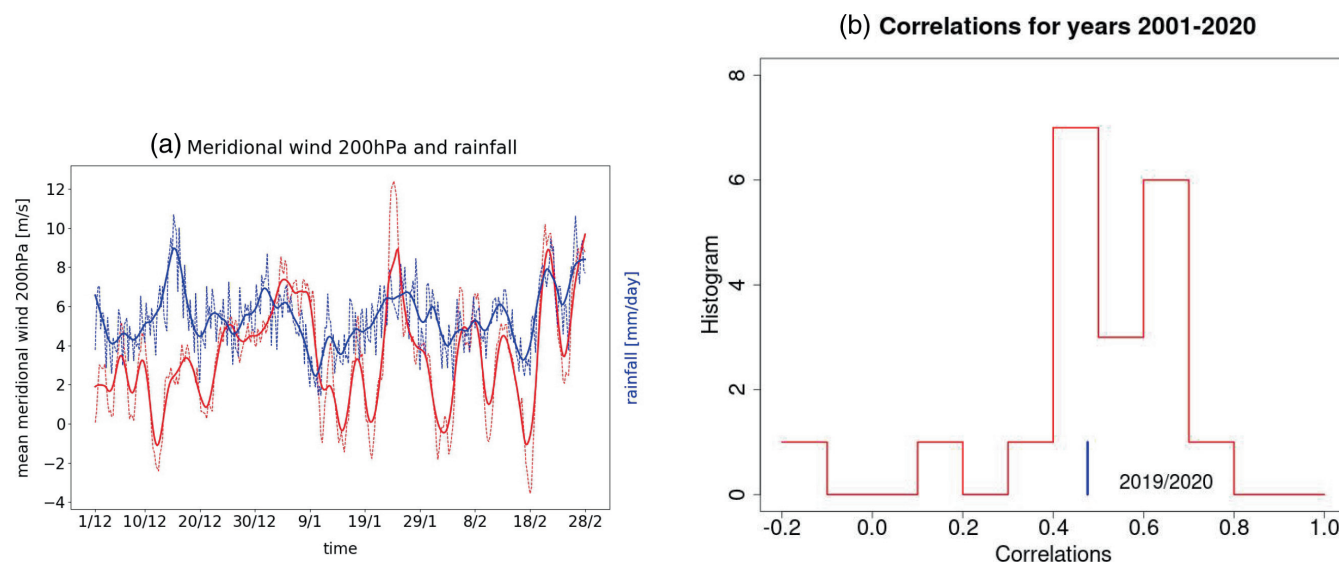 (a) Meridional wind 200hPa and rainfall
mean meridional wind 200hPa [m/s]
12
10
8
6
4
2
0
−2
−4
1/12 10/12 20/12 30/12 9/1 19/1 29/1 8/2 18/2 28/2
time
rainfall [mm/day]
(b) Correlations for years 2001-2020
Histogram
8
6
4
2
0
2019/2020
-0.2 0.0 0.2 0.4 0.6 0.8 1.0
Correlations